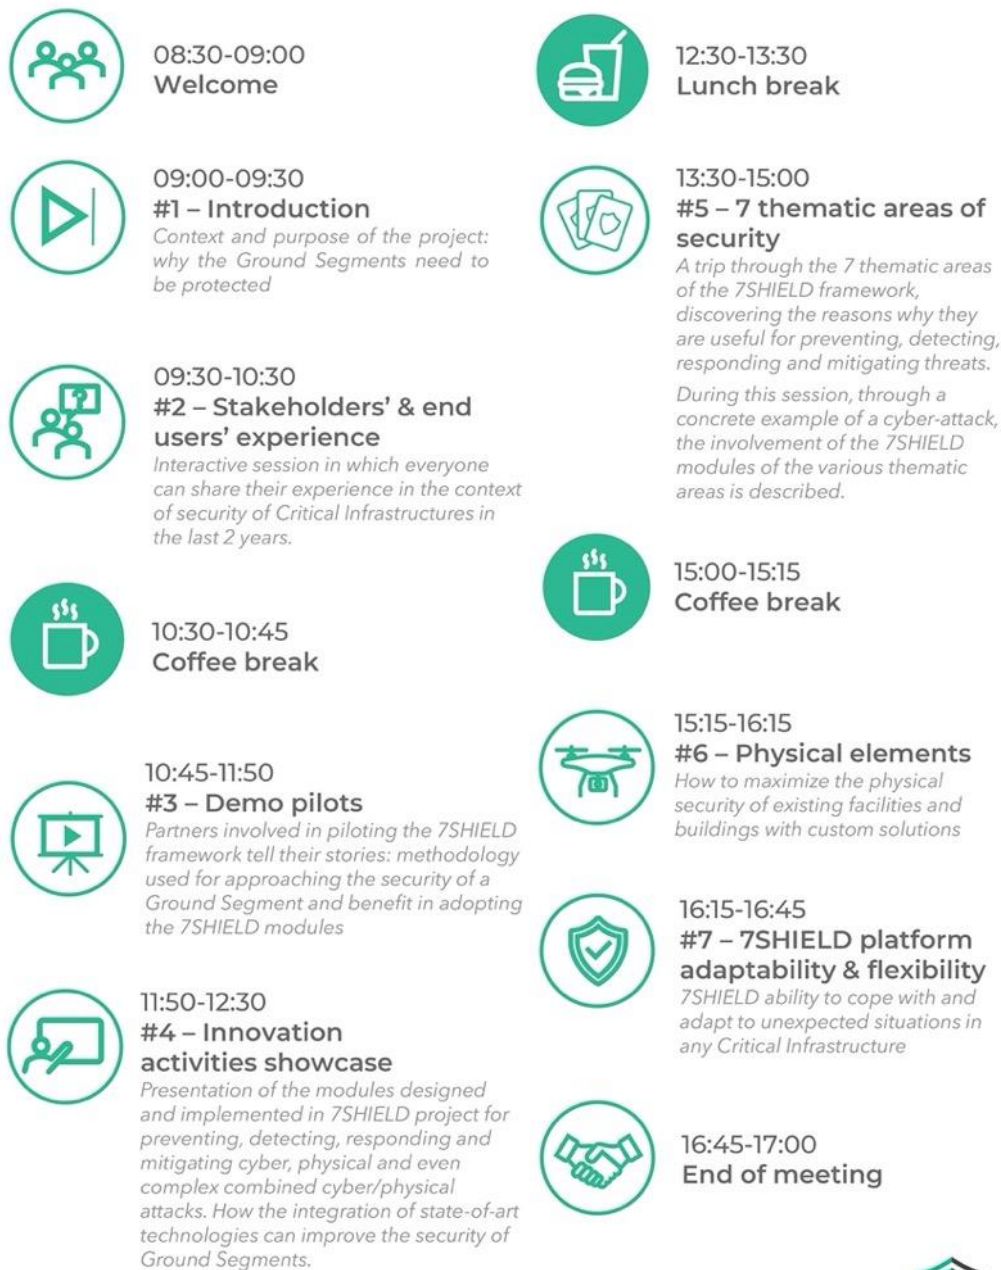 08:30-09:00
Welcome
09:00-09:30
#1 – Introduction
Context and purpose of the project:
why the Ground Segments need to
be protected
09:30-10:30
#2 – Stakeholders’ & end
users’ experience
Interactive session in which everyone
can share their experience in the context
of security of Critical Infrastructures in
the last 2 years.
10:30-10:45
Coffee break
10:45-11:50
#3 – Demo pilots
Partners involved in piloting the 7SHIELD
framework tell their stories: methodology
used for approaching the security of a
Ground Segment and benefit in adopting
the 7SHIELD modules
11:50-12:30
#4 – Innovation
activities showcase
Presentation of the modules designed
and implemented in 7SHIELD project for
preventing, detecting, responding and
mitigating cyber, physical and even
complex combined cyber/physical
attacks. How the integration of state-of-art
technologies can improve the security of
Ground Segments.
12:30-13:30
Lunch break
13:30-15:00
#5 – 7 thematic areas of
security
A trip through the 7 thematic areas
of the 7SHIELD framework,
discovering the reasons why they
are useful for preventing, detecting,
responding and mitigating threats.
During this session, through a
concrete example of a cyber-attack,
the involvement of the 7SHIELD
modules of the various thematic
areas is described.
15:00-15:15
Coffee break
15:15-16:15
#6 – Physical elements
How to maximize the physical
security of existing facilities and
buildings with custom solutions
16:15-16:45
#7 – 7SHIELD platform
adaptability & flexibility
7SHIELD ability to cope with and
adapt to unexpected situations in
any Critical Infrastructure
16:45-17:00
End of meeting